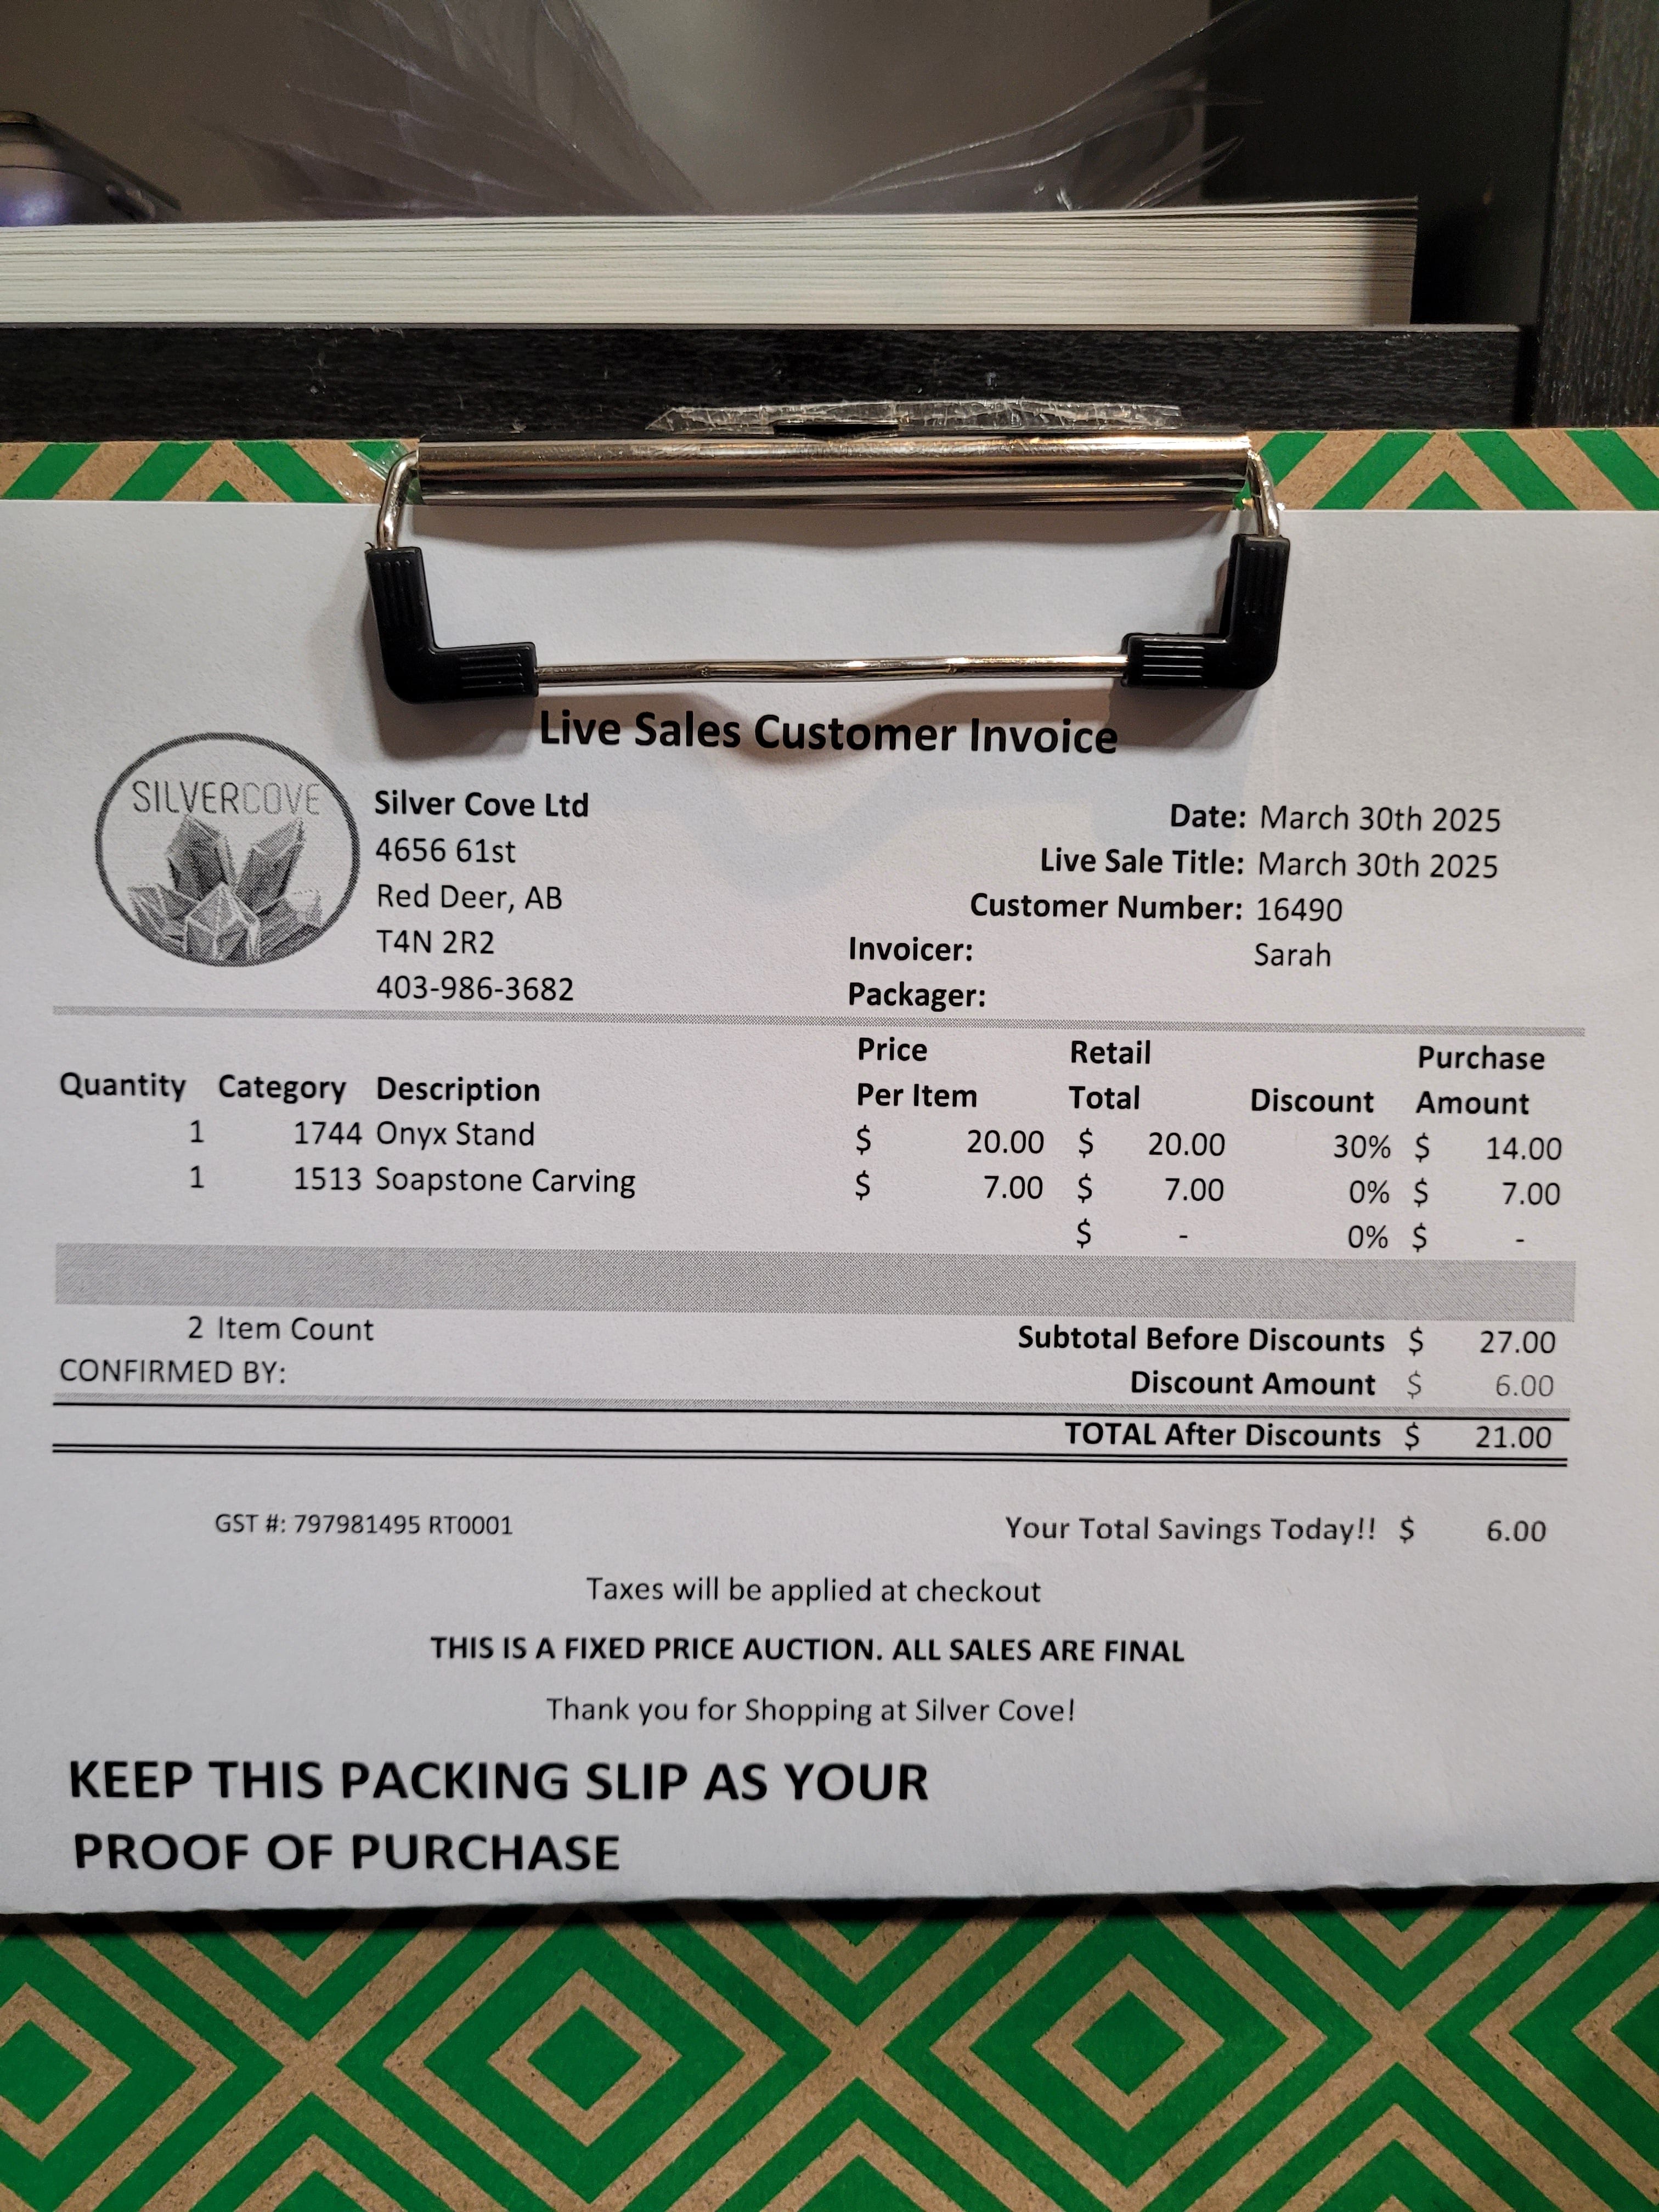 Live Sales Customer Invoice
SILVERCOVE
Silver Cove Ltd
4656 61st
Red Deer, AB
T4N 2R2
403-986-3682
Date: March 30th 2025
Live Sale Title: March 30th 2025
Customer Number: 16490
Invoicer: Sarah
Packager:
Quantity Category Description Price Per Item Retail Total Discount Purchase Amount
1 1744 Onyx Stand $ 20.00 $ 20.00 30% $ 14.00
1 1513 Soapstone Carving $ 7.00 $ 7.00 0% $ 7.00
$ - 0% $ -
2 Item Count Subtotal Before Discounts $ 27.00
CONFIRMED BY: Discount Amount $ 6.00
TOTAL After Discounts $ 21.00
GST #: 797981495 RT0001 Your Total Savings Today!! $ 6.00
Taxes will be applied at checkout
THIS IS A FIXED PRICE AUCTION. ALL SALES ARE FINAL
Thank you for Shopping at Silver Cove!
KEEP THIS PACKING SLIP AS YOUR
PROOF OF PURCHASE